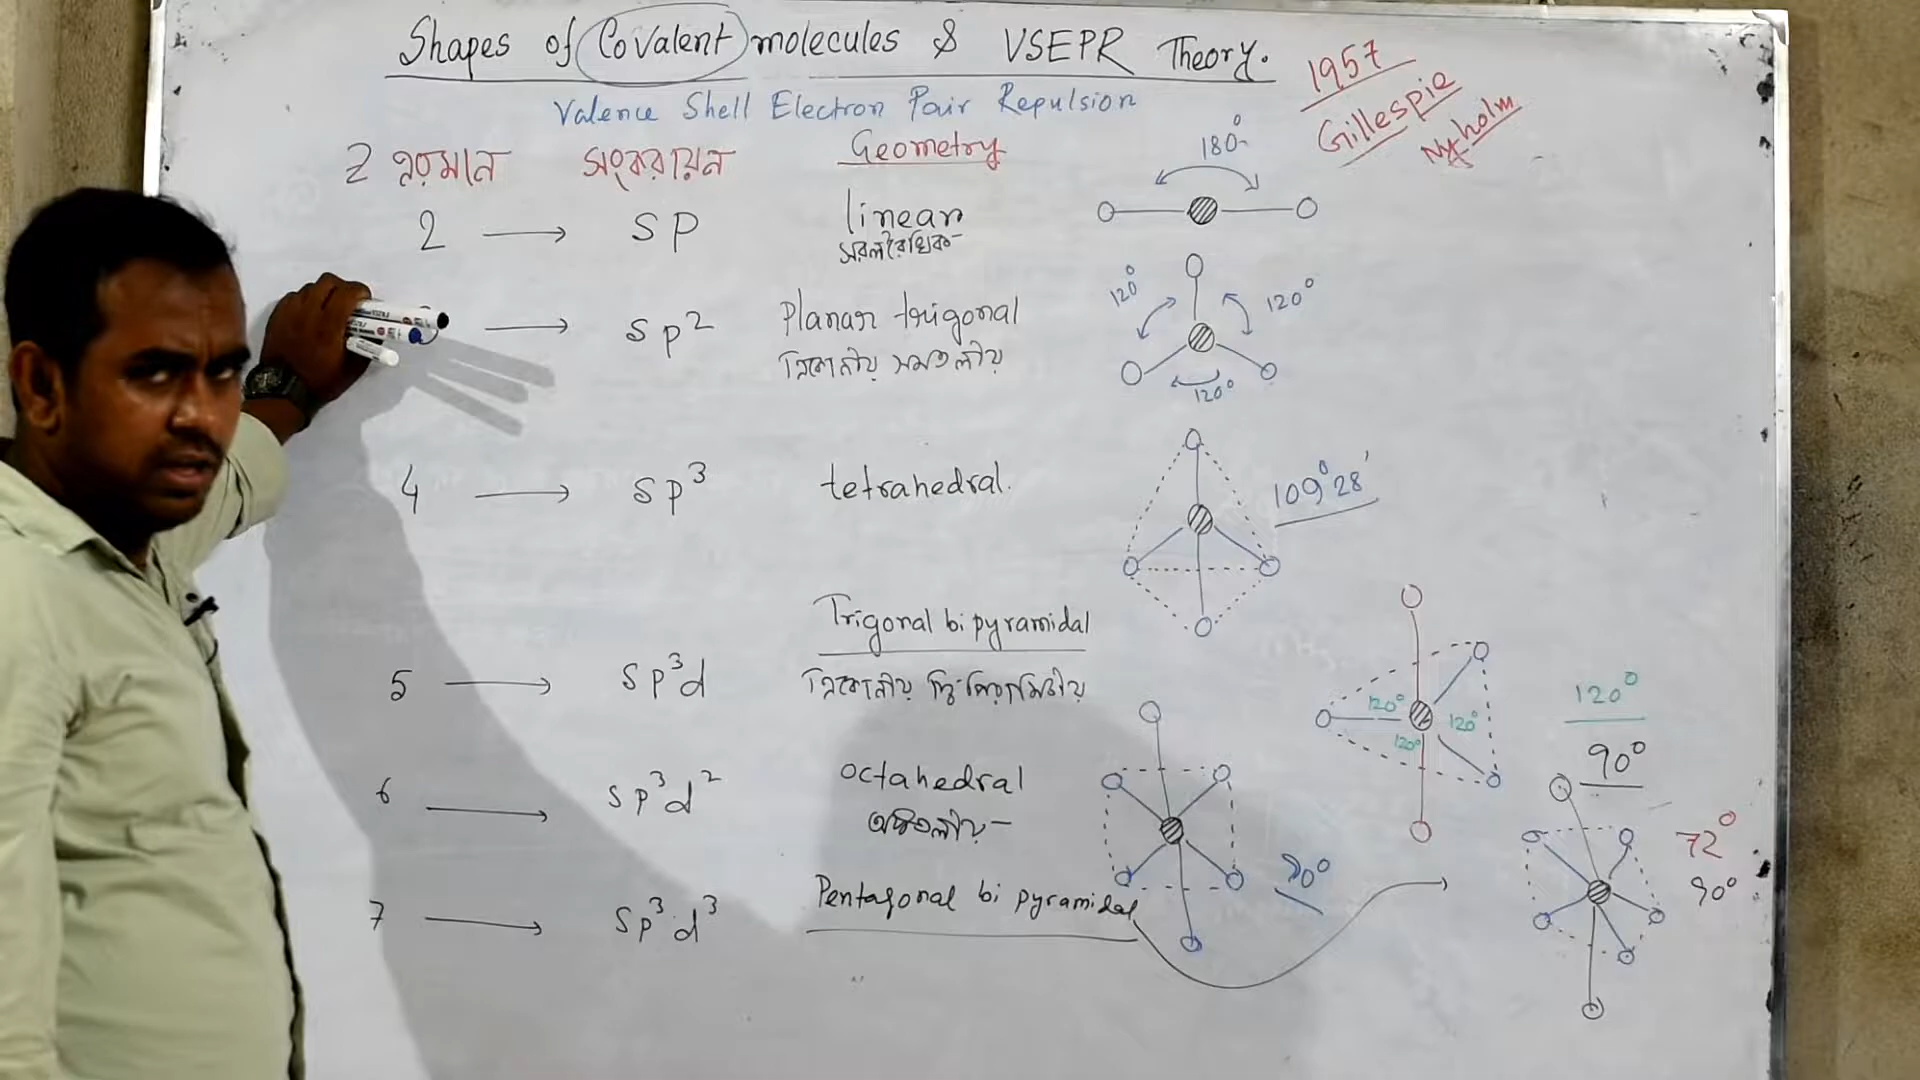 Shapes of Covalent molecules & VSEPR Theory.
Valence Shell Electron Pair Repulsion
1957
Gillespie
Nyholm
Z এরমান সংকরায়ন Geometry
2 → sp linear
সরলরৈখিক
180°
→ sp² Planar trigonal
ত্রিকোনীয় সমতলীয়
120° 120°
120°
4 → sp³ tetrahedral.
109°28'
Trigonal bi pyramidal
5 → sp³d ত্রিকোনীয় দ্বি-পিরামিডীয়
120° 120°
120°
120°
90°
6 → sp³d² octahedral
অষ্টতলীয়
90°
7 → sp³d³ Pentagonal bi pyramidal
72°
90°